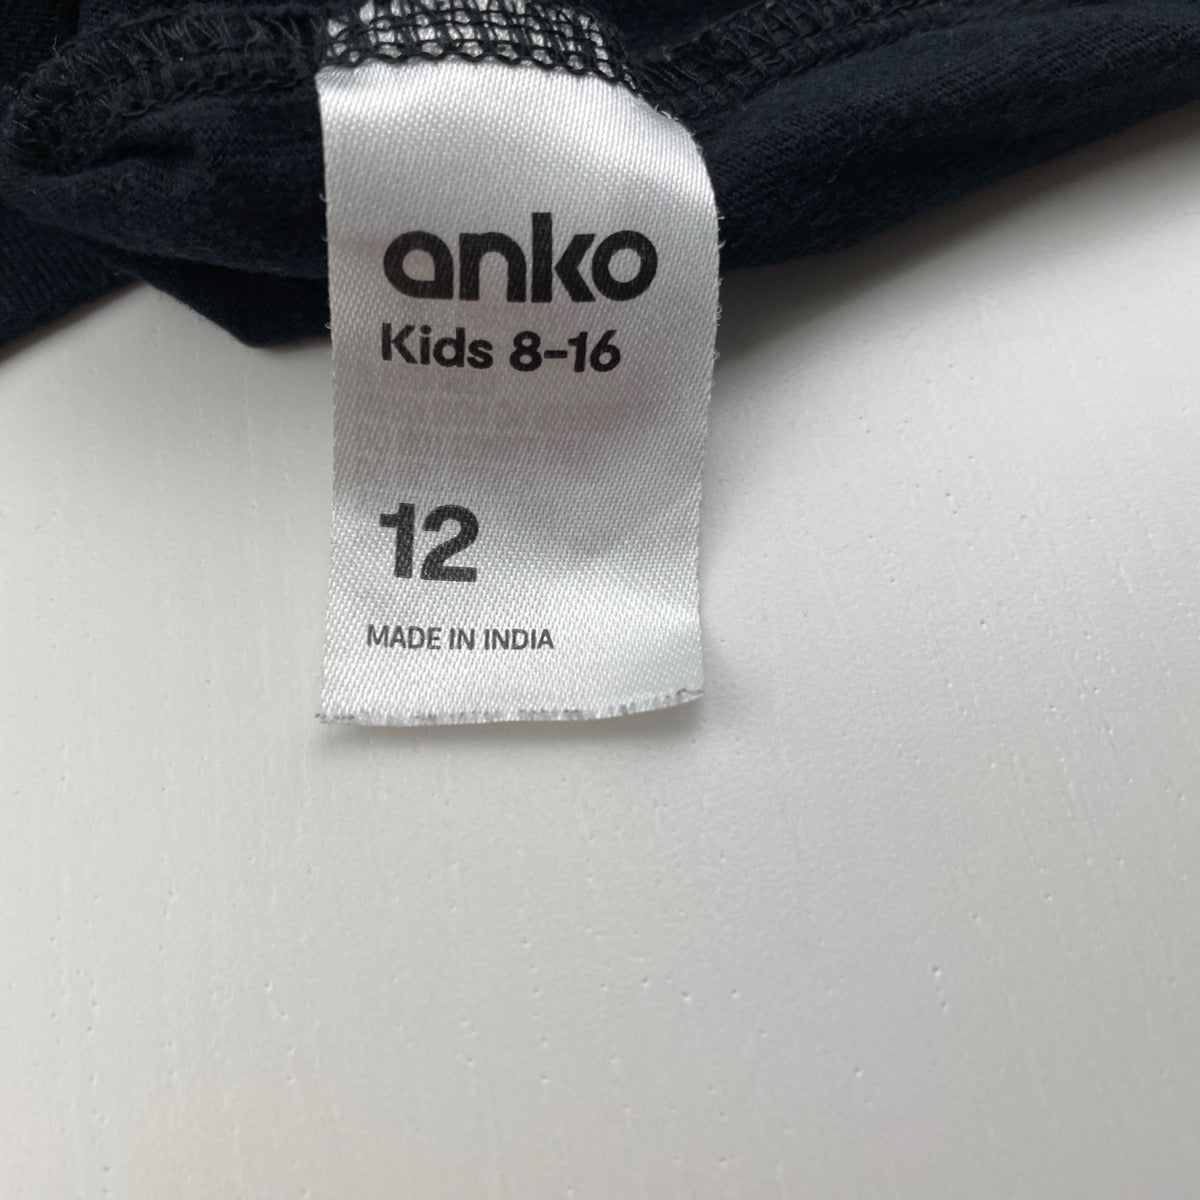 anko
Kids 8-16
12
MADE IN INDIA